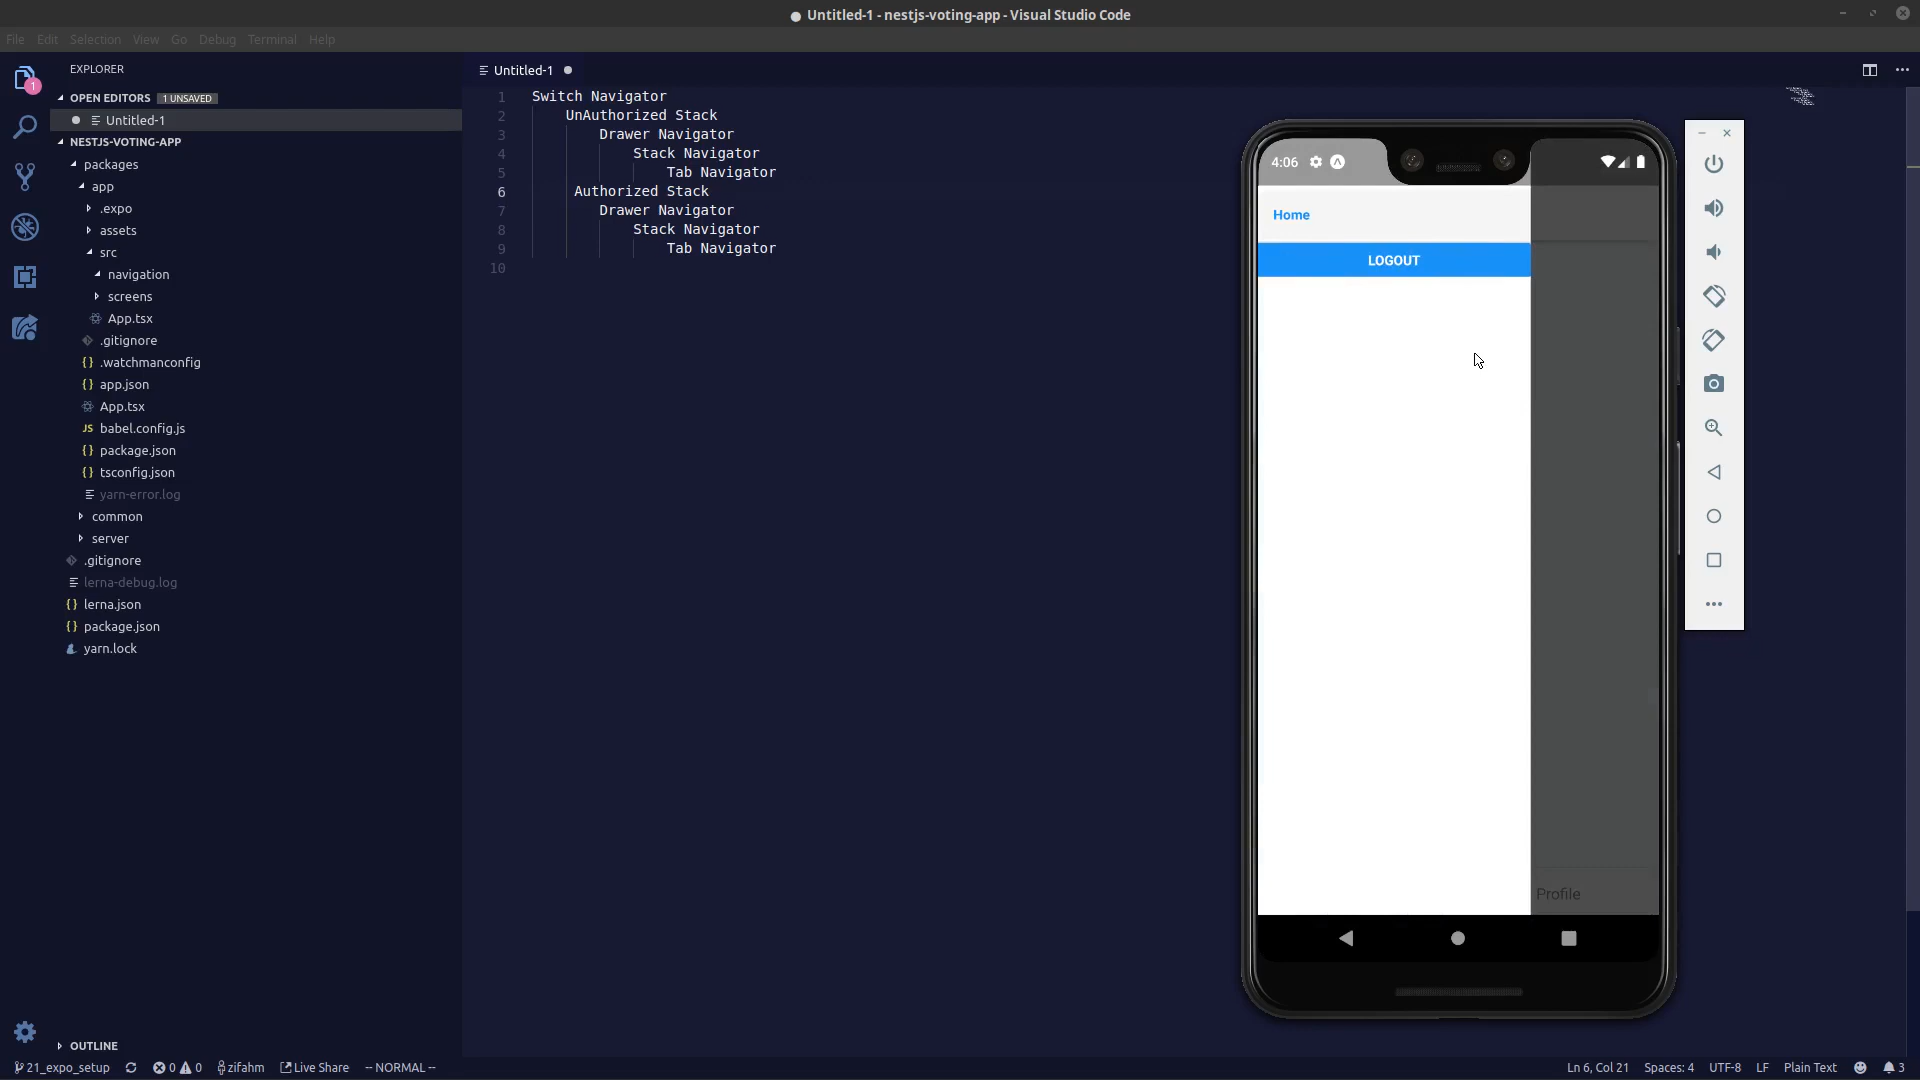 Untitled-1 - nestjs-voting-app - Visual Studio Code
File Edit Selection View Go Debug Terminal Help
EXPLORER
OPEN EDITORS 1 UNSAVED
Untitled-1
NESTJS-VOTING-APP
packages
app
.expo
assets
src
navigation
screens
App.tsx
.gitignore
.watchmanconfig
app.json
App.tsx
babel.config.js
package.json
tsconfig.json
yarn-error.log
common
server
.gitignore
lerna-debug.log
lerna.json
package.json
yarn.lock
OUTLINE
1
Untitled-1
1 Switch Navigator
2 UnAuthorized Stack
3 Drawer Navigator
4 Stack Navigator
5 Tab Navigator
6 Authorized Stack
7 Drawer Navigator
8 Stack Navigator
9 Tab Navigator
10
4:06
Home
LOGOUT
Profile
21_expo_setup 0 0 zifahm Live Share -- NORMAL --
Ln 6, Col 21 Spaces: 4 UTF-8 LF Plain Text 3